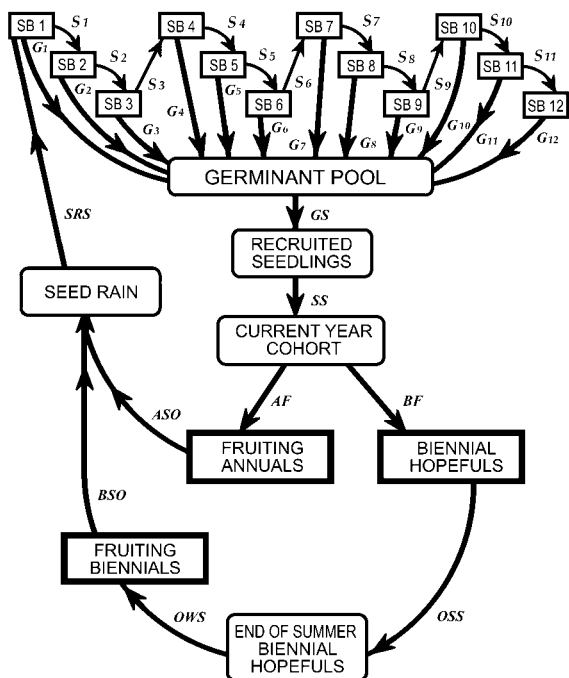 SB 1
S1
SB 4
S4
SB 7
S7
SB 10
S10
G1
SB 2
S2
SB 5
S5
SB 8
S8
SB 11
S11
G2
SB 3
S3
G4
G5
SB 6
S6
SB 9
S9
SB 12
G3
G6
G7
G8
G9
G10
G11
G12
GERMINANT POOL
SRS
GS
RECRUITED
SEEDLINGS
SEED RAIN
SS
CURRENT YEAR
COHORT
ASO
AF
BF
FRUITING
ANNUALS
BIENNIAL
HOPEFULS
BSO
FRUITING
BIENNIALS
OWS
OSS
END OF SUMMER
BIENNIAL
HOPEFULS